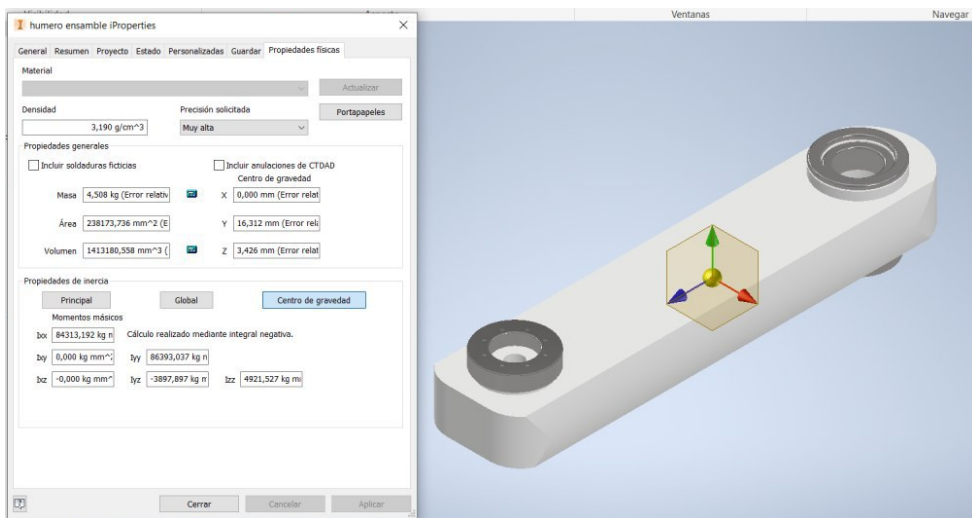 Ventanas Navegar
humero ensamble iProperties
General Resumen Proyecto Estado Personalizadas Guardar Propiedades físicas
Material
Actualizar
Densidad Precisión solicitada Portapapeles
3,190 g/cm^3 Muy alta
Propiedades generales
Incluir soldaduras ficticias Incluir anulaciones de CTDAD
Centro de gravedad
Masa 4,508 kg (Error relativ X 0,000 mm (Error relat
Área 238173,736 mm^2 (E Y 16,312 mm (Error rela
Volumen 1413180,558 mm^3 ( Z 3,426 mm (Error relat
Propiedades de inercia
Principal Global Centro de gravedad
Momentos másicos
Ixx 84313,192 kg n Cálculo realizado mediante integral negativa.
Ixy 0,000 kg mm^2 Iyy 86393,037 kg n
Ixz -0,000 kg mm^ Iyz -3897,897 kg m Izz 4921,527 kg m
Cerrar Cancelar Aplicar